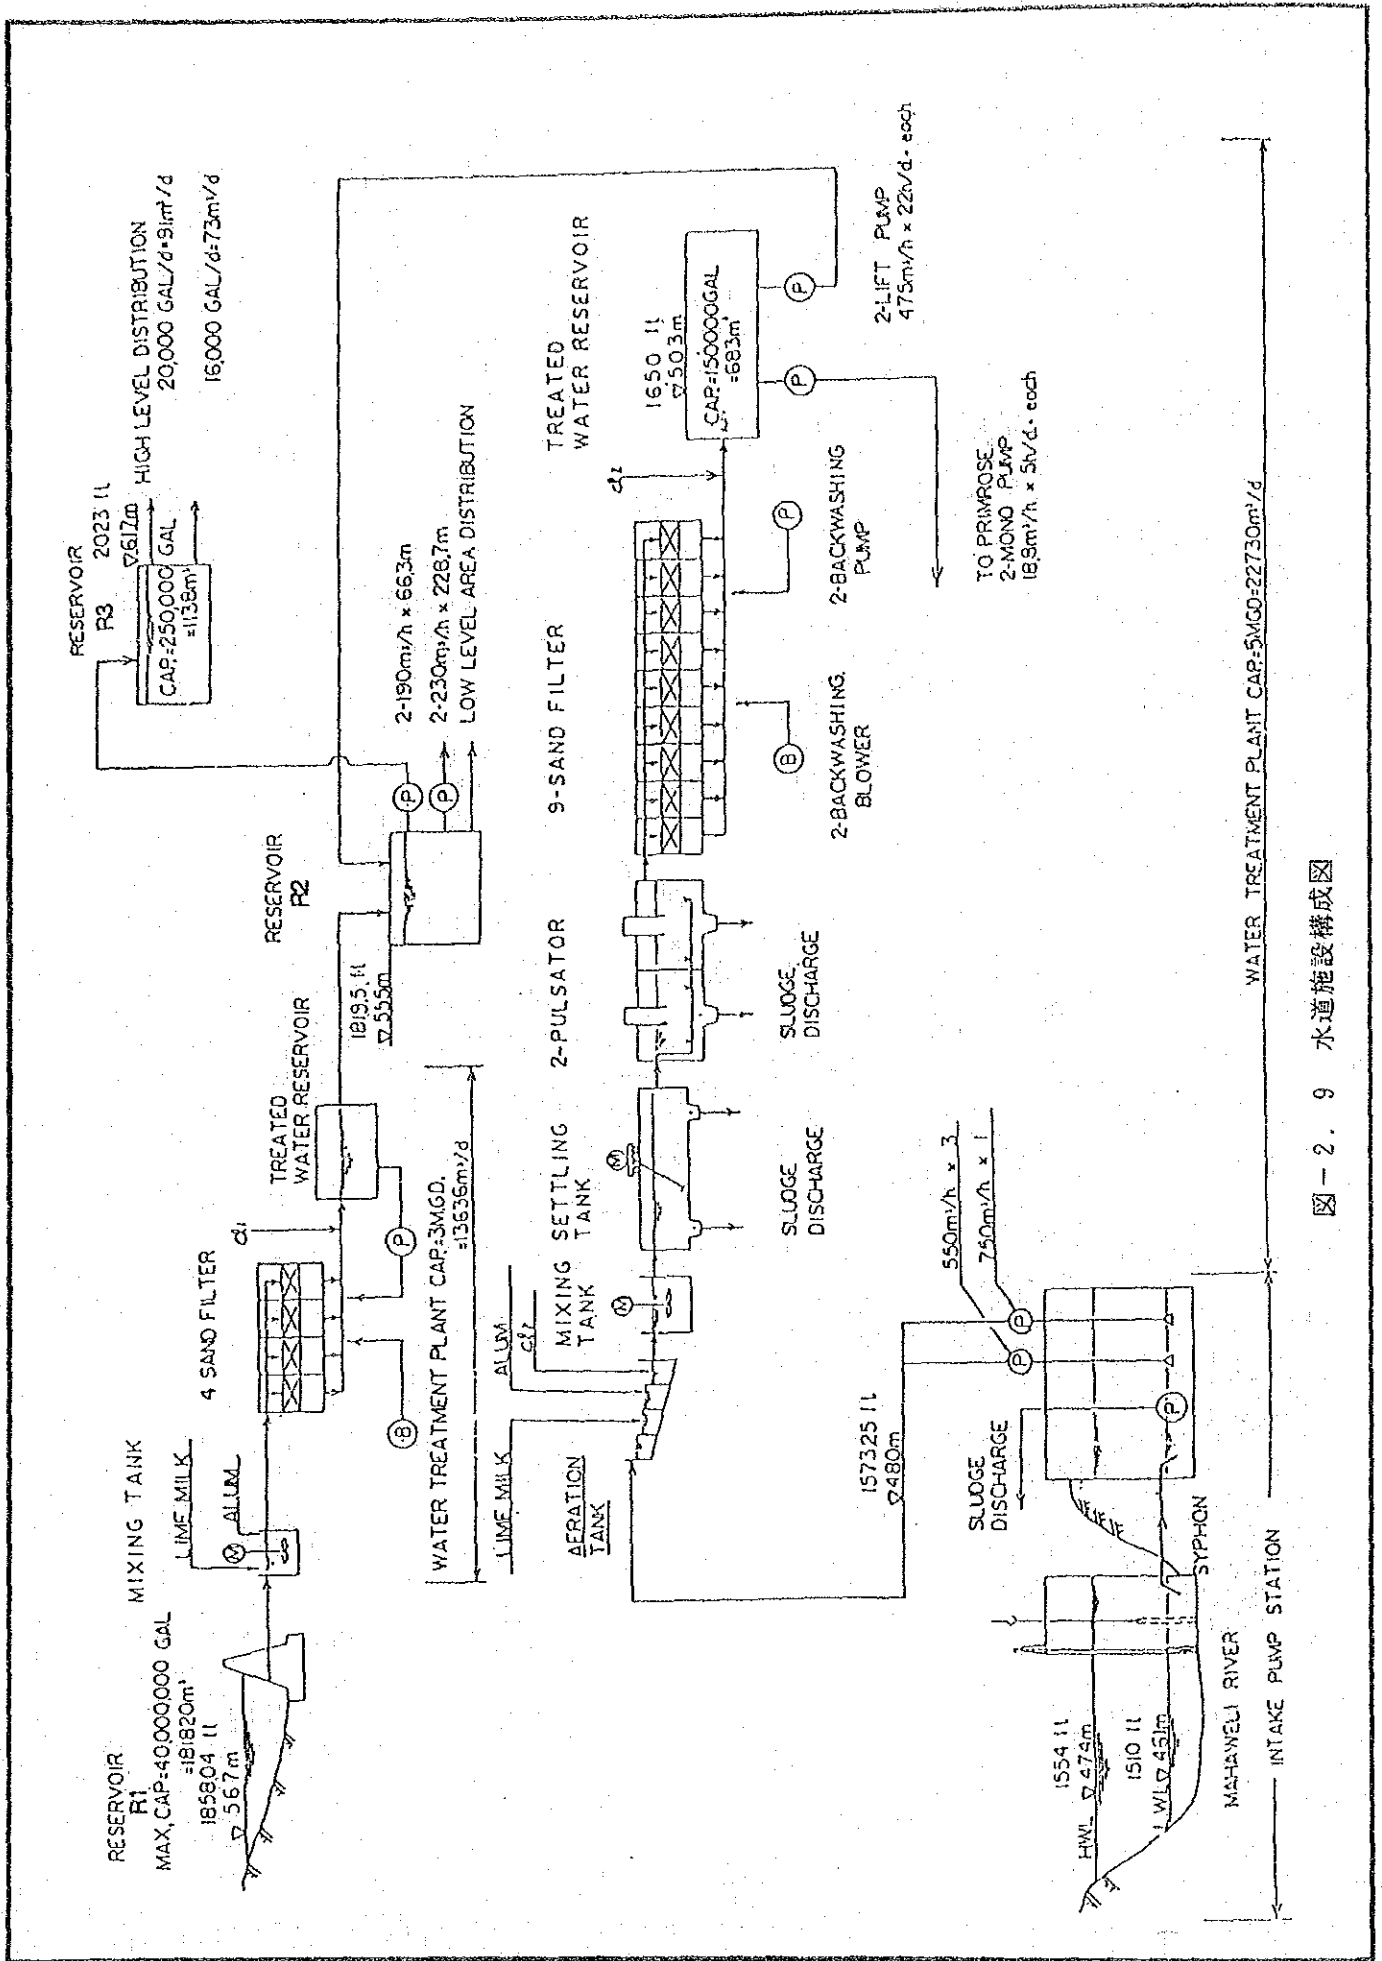 RESERVOIR
R1
MAX, CAP=40,000,000 GAL
=181820m³
1858.04 ft
▽ 567m
MIXING TANK
LIME MILK
ALUM
M
4 SAND FILTER
B
P
TREATED
WATER RESERVOIR
WATER TREATMENT PLANT CAP=3M.G.D.
=13636m³/d
1819.5 ft
▽ 555m
RESERVOIR
R2
P
P
2-190m³/h × 66.3m
2-230m³/h × 228.7m
LOW LEVEL AREA DISTRIBUTION
RESERVOIR
R3
2023 ft
▽617m
CAP.=250,000 GAL
=1138m³
HIGH LEVEL DISTRIBUTION
20,000 GAL/d=91m³/d
16,000 GAL/d=73m³/d
LIME MILK
ALUM
Cl2
AERATION
TANK
MIXING
TANK
M
SETTLING
TANK
M
SLUDGE
DISCHARGE
2-PULSATOR
SLUDGE
DISCHARGE
9-SAND FILTER
B
2-BACKWASHING
BLOWER
P
2-BACKWASHING
PUMP
Cl2
TREATED
WATER RESERVOIR
1650 ft
▽503m
CAP.=150000GAL
=683m³
P
P
2-LIFT PUMP
475m³/h × 22h/d - each
TO PRIMROSE
2-MONO PUMP
18.8m³/h × 5h/d - each
1573.25 ft
▽480m
550m³/h × 3
750m³/h × 1
P
P
P
SLUDGE
DISCHARGE
SYPHON
1554 ft
HWL ▽ 474m
1510 ft
LWL ▽ 461m
MAHAWELI RIVER
INTAKE PUMP STATION
WATER TREATMENT PLANT CAP.=5MGD=22730m³/d
図－2．9 水道施設構成図